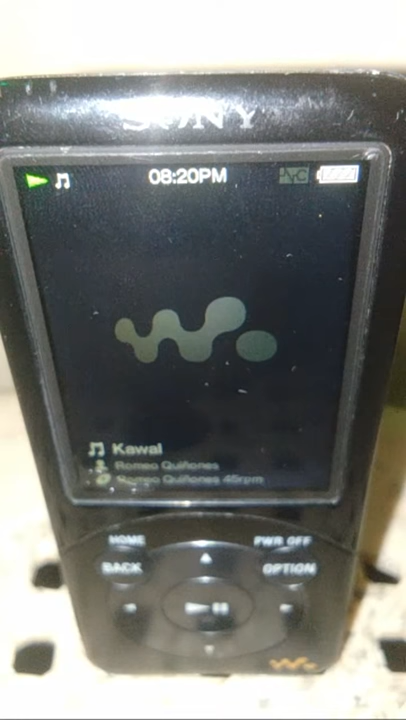 SONY
08:20PM
Kawal
Romeo Quiñones
Romeo Quiñones 45rpm
HOME
PWR OFF
BACK
OPTION